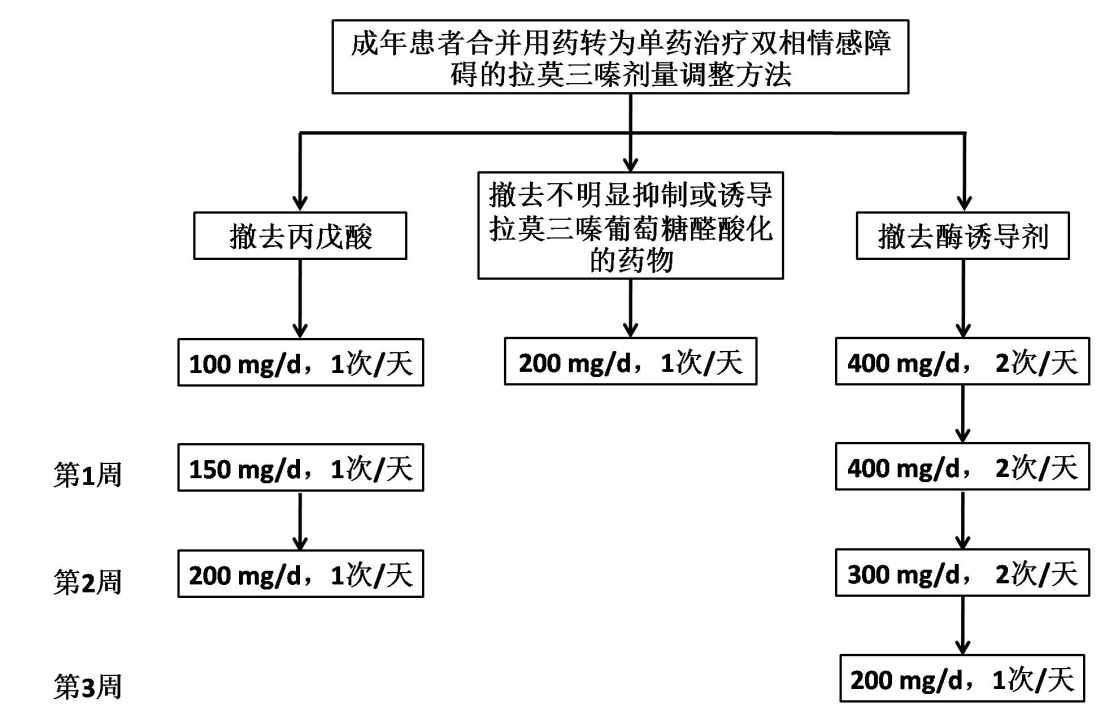 成年患者合并用药转为单药治疗双相情感障
碍的拉莫三嗪剂量调整方法
撤去丙戊酸
撤去不明显抑制或诱导
拉莫三嗪葡萄糖醛酸化
的药物
撤去酶诱导剂
100 mg/d，1次/天
200 mg/d，1次/天
400 mg/d， 2次/天
第1周
150 mg/d，1次/天
400 mg/d， 2次/天
第2周
200 mg/d，1次/天
300 mg/d， 2次/天
第3周
200 mg/d，1次/天